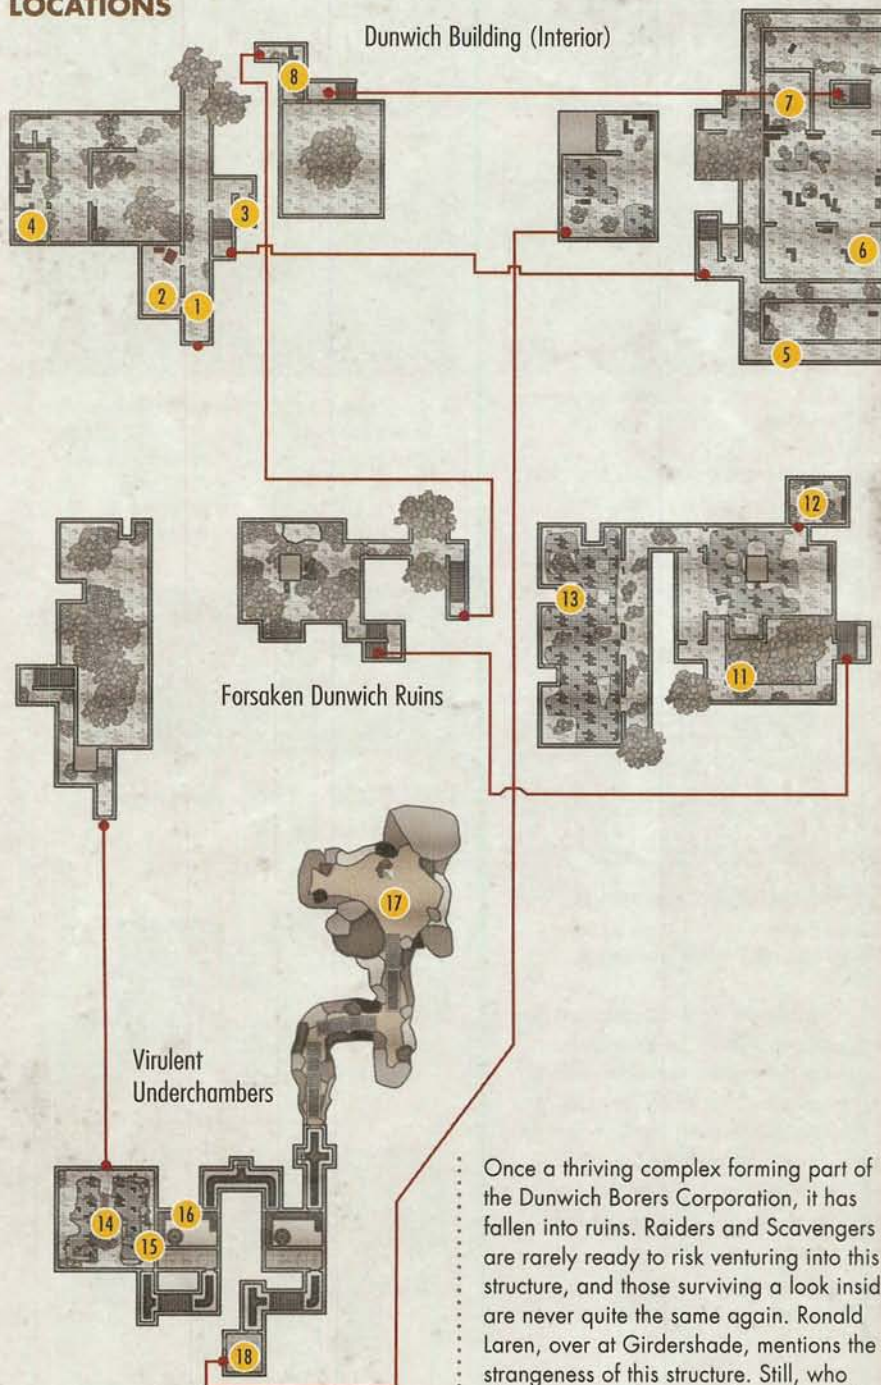 LOCATIONS
Dunwich Building (Interior)
8
7
4
3
6
2
1
5
12
13
11
Forsaken Dunwich Ruins
17
Virulent
Underchambers
14
16
15
18
Once a thriving complex forming part of
the Dunwich Borers Corporation, it has
fallen into ruins. Raiders and Scavengers
are rarely ready to risk venturing into this
structure, and those surviving a look insid
are never quite the same again. Ronald
Laren, over at Girdershade, mentions the
strangeness of this structure. Still, who